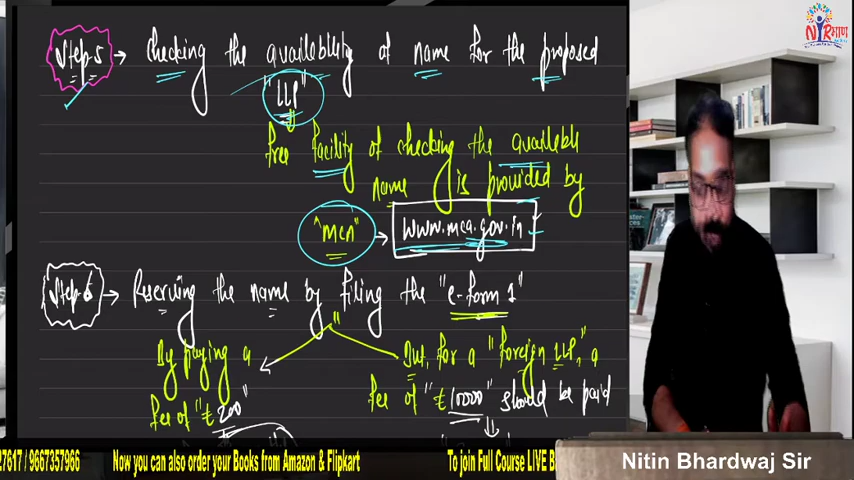 Step-5 → checking the availebility of name for the proposed
"LLP"
free facility of checking the availeble
name is provided by
"mca" → www.mca.gov.in
Step-6 → Reserving the name by filing the "e-form 1"
By paying a
fee of "₹ 200"
But, for a "foreign LLP," a
fee of "₹ 10000" should be paid
27617 / 9667357966 Now you can also order your Books from Amazon & Flipkart To join Full Course LIVE B
Nitin Bhardwaj Sir